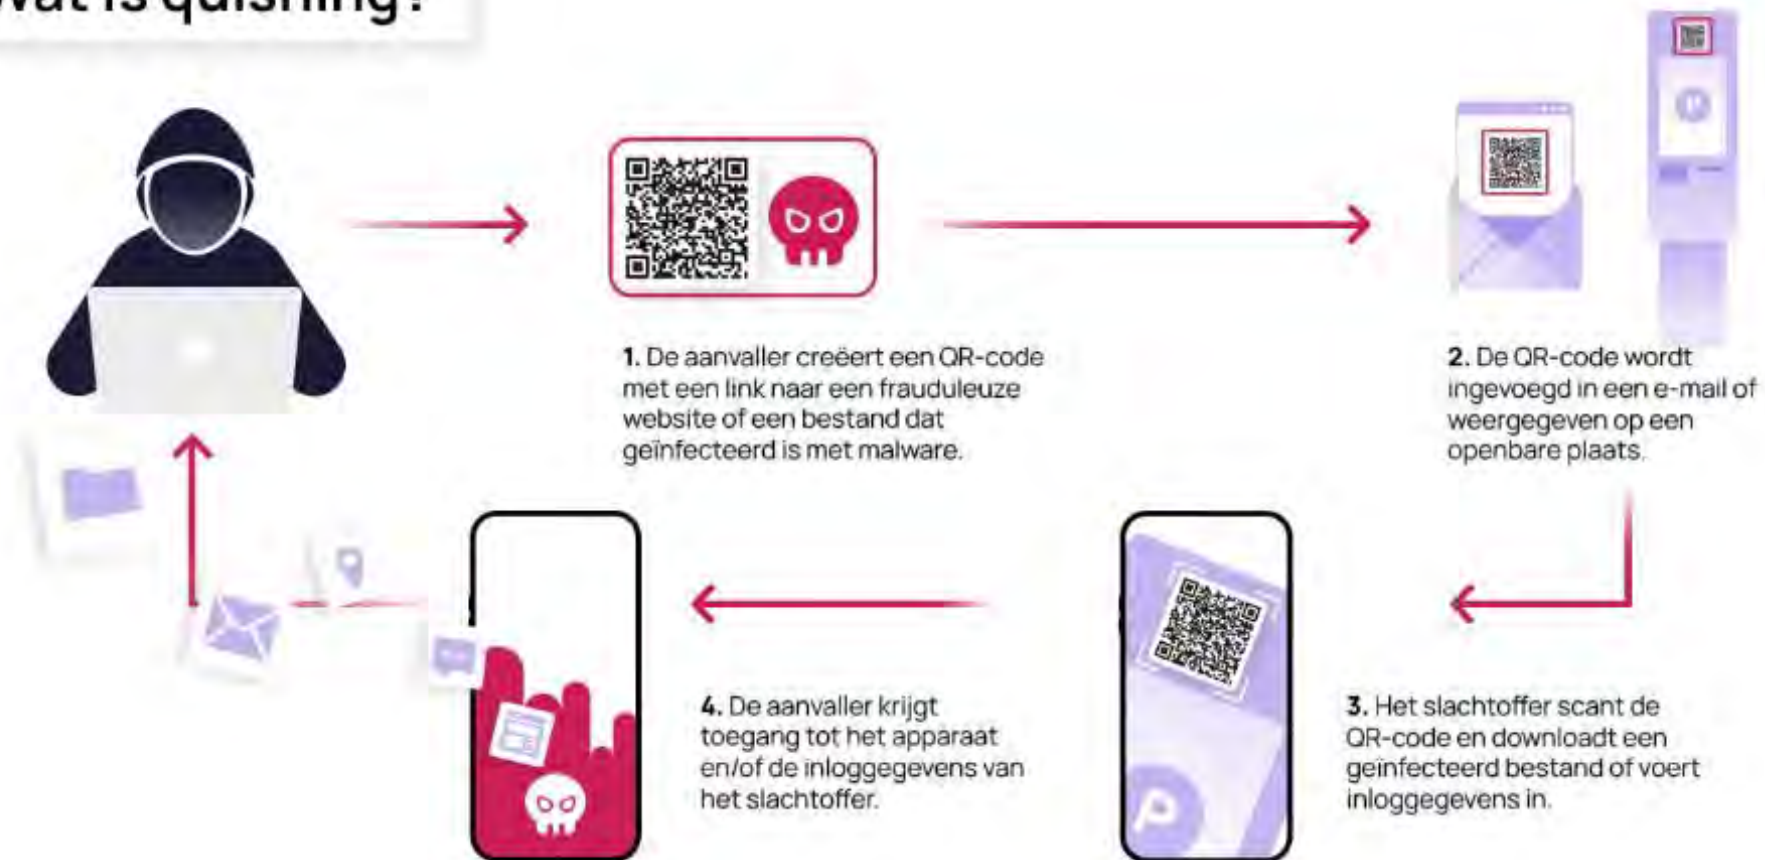 Wat is quishing?
1. De aanvaller creëert een QR-code
met een link naar een frauduleuze
website of een bestand dat
geïnfecteerd is met malware.
2. De QR-code wordt
ingevoegd in een e-mail of
weergegeven op een
openbare plaats.
3. Het slachtoffer scant de
QR-code en downloadt een
geïnfecteerd bestand of voert
inloggegevens in.
4. De aanvaller krijgt
toegang tot het apparaat
en/of de inloggegevens van
het slachtoffer.
P